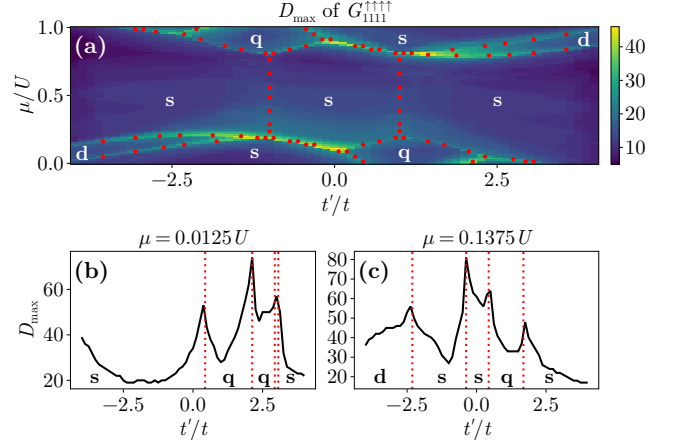 D_max of G_{1111}^{↑↑↑↑}
(a)
q
s
d
s
s
s
d
s
q
1.0
0.5
0.0
μ/U
−2.5
0.0
2.5
t′/t
40
30
20
10
μ = 0.0125 U
(b)
60
40
20
D_max
s
q
q
s
−2.5
0.0
2.5
t′/t
μ = 0.1375 U
(c)
80
70
60
50
40
30
20
d
s
s
q
s
−2.5
0.0
2.5
t′/t